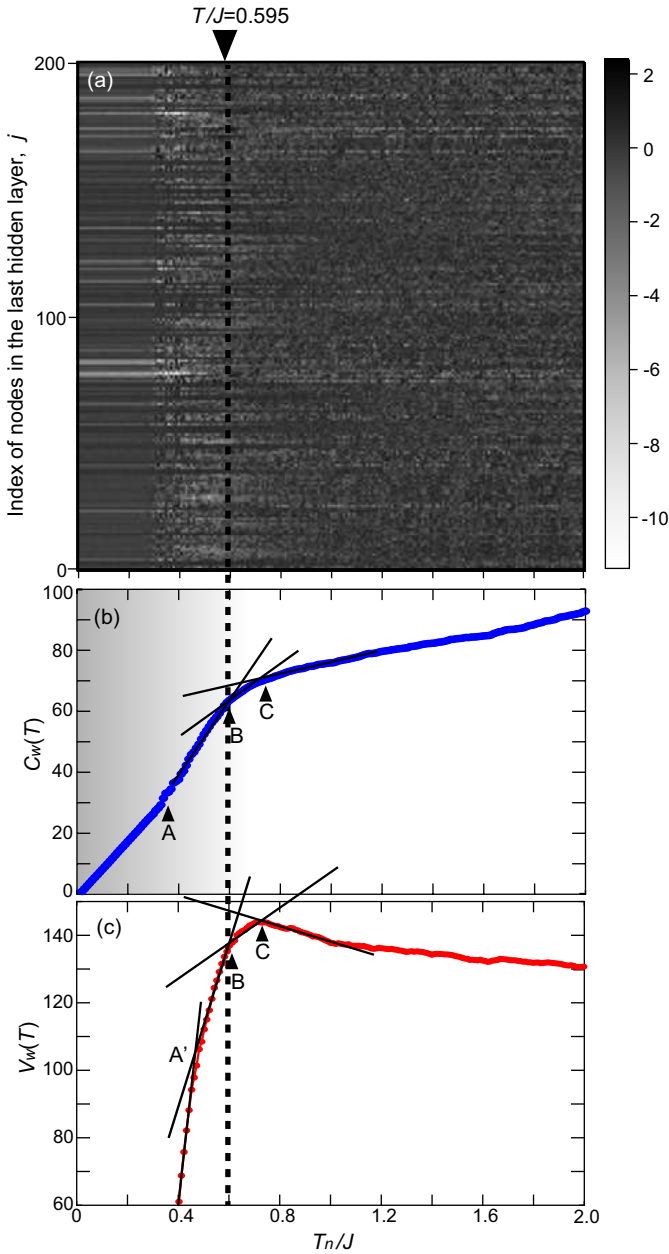 T/J=0.595
(a)
200
100
0
Index of nodes in the last hidden layer, j
2
0
-2
-4
-6
-8
-10
(b)
100
80
60
40
20
0
C_w(T)
A
B
C
(c)
140
120
100
80
60
V_w(T)
A'
B
C
0
0.4
0.8
1.2
1.6
2.0
T_n/J